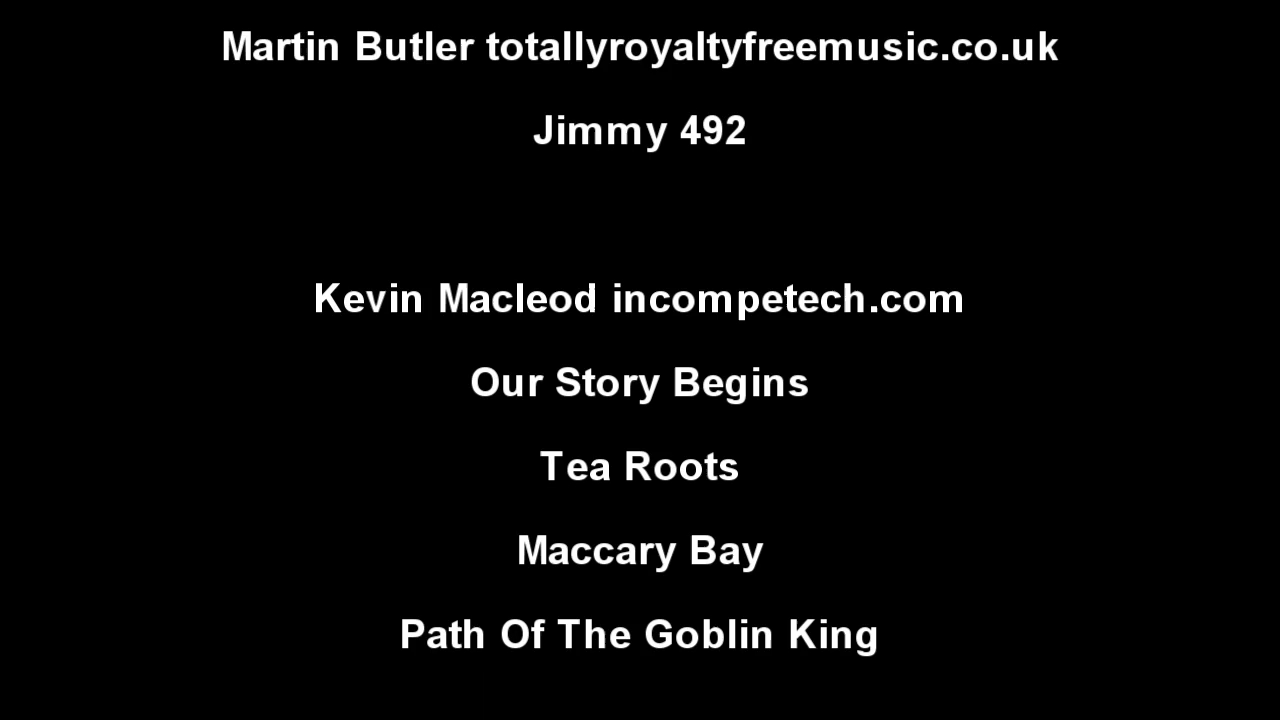 Martin Butler totallyroyaltyfreemusic.co.uk
Jimmy 492
Kevin Macleod incompetech.com
Our Story Begins
Tea Roots
Maccary Bay
Path Of The Goblin King